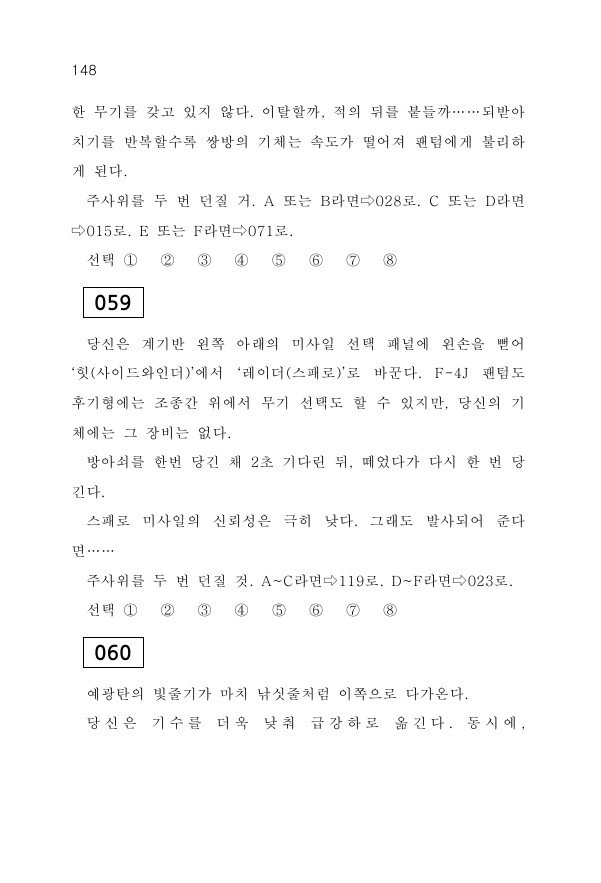 148
한 무기를 갖고 있지 않다. 이탈할까, 적의 뒤를 붙들까……되받아
치기를 반복할수록 쌍방의 기체는 속도가 떨어져 팬텀에게 불리하
게 된다.
주사위를 두 번 던질 거. A 또는 B라면⇨028로. C 또는 D라면
⇨015로. E 또는 F라면⇨071로.
선택 ① ② ③ ④ ⑤ ⑥ ⑦ ⑧
059
당신은 계기반 왼쪽 아래의 미사일 선택 패널에 왼손을 뻗어
‘힛(사이드와인더)’에서 ‘레이더(스패로)’로 바꾼다. F-4J 팬텀도
후기형에는 조종간 위에서 무기 선택도 할 수 있지만, 당신의 기
체에는 그 장비는 없다.
방아쇠를 한번 당긴 채 2초 기다린 뒤, 떼었다가 다시 한 번 당
긴다.
스패로 미사일의 신뢰성은 극히 낮다. 그래도 발사되어 준다
면……
주사위를 두 번 던질 것. A~C라면⇨119로. D~F라면⇨023로.
선택 ① ② ③ ④ ⑤ ⑥ ⑦ ⑧
060
예광탄의 빛줄기가 마치 낚싯줄처럼 이쪽으로 다가온다.
당신은 기수를 더욱 낮춰 급강하로 옮긴다. 동시에,